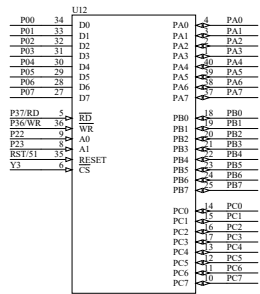 U12
P00 34 D0 PA0 4 PA0
P01 33 D1 PA1 PA1
P02 32 D2 PA2 2 PA2
P03 31 D3 PA3 PA3
P04 30 D4 PA4 40 PA4
P05 29 D5 PA5 39 PA5
P06 28 D6 PA6 38 PA6
P07 27 D7 PA7 37 PA7
P37/RD 5 RD PB0 18 PB0
P36/WR 36 WR PB1 19 PB1
P22 9 A0 PB2 20 PB2
P23 8 A1 PB3 21 PB3
RST/51 35 RESET PB4 22 PB4
Y3 6 CS PB5 23 PB5
PB6 24 PB6
PB7 25 PB7
PC0 14 PC0
PC1 15 PC1
PC2 16 PC2
PC3 17 PC3
PC4 13 PC4
PC5 12 PC5
PC6 11 PC6
PC7 10 PC7